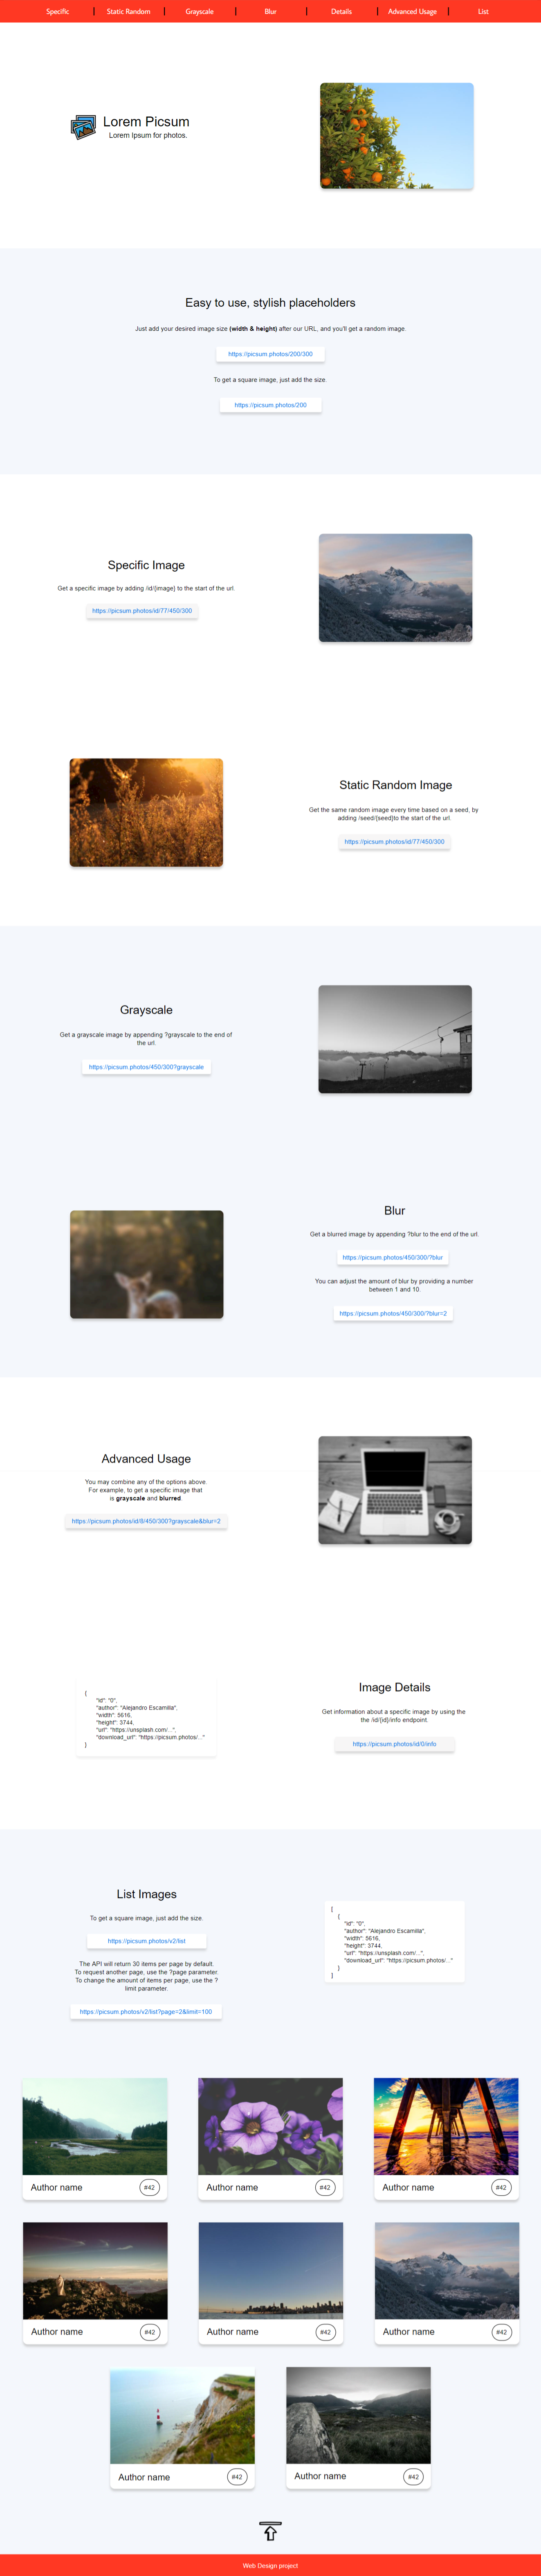 Specific Static Random Grayscale Blur Details Advanced Usage List
Lorem Picsum
Lorem Ipsum for photos.
Easy to use, stylish placeholders
Just add your desired image size (width & height) after our URL, and you'll get a random image.
https://picsum.photos/200/300
To get a square image, just add the size.
https://picsum.photos/200
Specific Image
Get a specific image by adding /id/{image} to the start of the url.
https://picsum.photos/id/77/450/300
Static Random Image
Get the same random image every time based on a seed, by
adding /seed/{seed}to the start of the url.
https://picsum.photos/id/77/450/300
Grayscale
Get a grayscale image by appending ?grayscale to the end of
the url.
https://picsum.photos/450/300?grayscale
Blur
Get a blurred image by appending ?blur to the end of the url.
https://picsum.photos/450/300/?blur
You can adjust the amount of blur by providing a number
between 1 and 10.
https://picsum.photos/450/300/?blur=2
Advanced Usage
You may combine any of the options above.
For example, to get a specific image that
is grayscale and blurred.
https://picsum.photos/id/8/450/300?grayscale&blur=2
{
"id": "0",
"author": "Alejandro Escamilla",
"width": 5616,
"height": 3744,
"url": "https://unsplash.com/...",
"download_url": "https://picsum.photos/..."
}
Image Details
Get information about a specific image by using the
the /id/{id}/info endpoint.
https://picsum.photos/id/0/info
List Images
To get a square image, just add the size.
https://picsum.photos/v2/list
The API will return 30 items per page by default.
To request another page, use the ?page parameter.
To change the amount of items per page, use the ?
limit parameter.
https://picsum.photos/v2/list?page=2&limit=100
[
{
"id": "0",
"author": "Alejandro Escamilla",
"width": 5616,
"height": 3744,
"url": "https://unsplash.com/...",
"download_url": "https://picsum.photos/..."
}
]
Author name #42
Author name #42
Author name #42
Author name #42
Author name #42
Author name #42
Author name #42
Author name #42
Web Design project